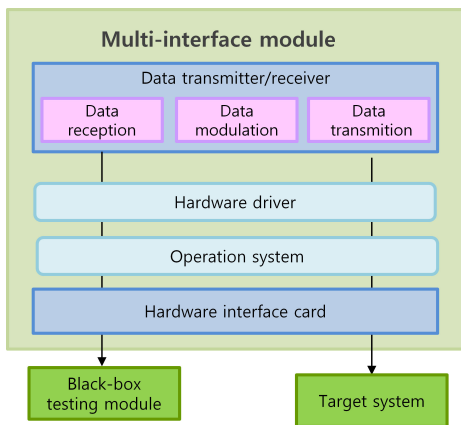 Multi-interface module
Data transmitter/receiver
Data
reception
Data
modulation
Data
transmition
Hardware driver
Operation system
Hardware interface card
Black-box
testing module
Target system